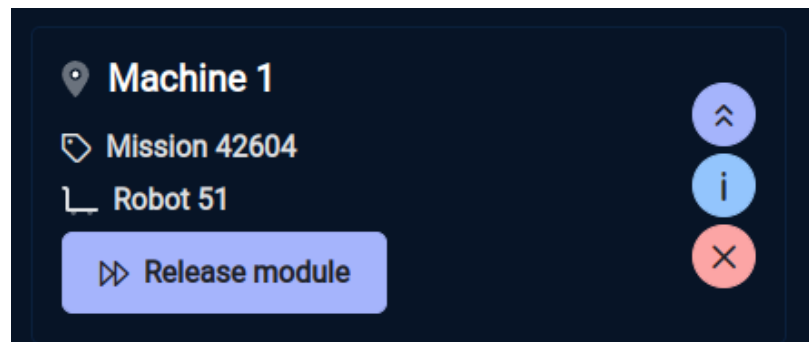 Machine 1
Mission 42604
Robot 51
i
Release module